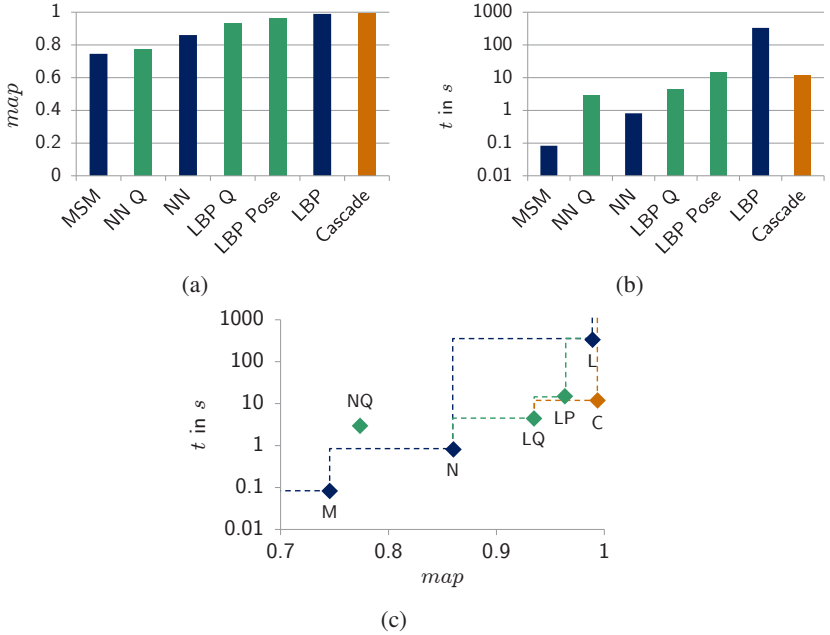 1
0.8
0.6
0.4
0.2
0
map
MSM
NN Q
NN
LBP Q
LBP Pose
LBP
Cascade
(a)
1000
100
10
1
0.1
0.01
t in s
MSM
NN Q
NN
LBP Q
LBP Pose
LBP
Cascade
(b)
1000
100
10
1
0.1
0.01
t in s
NQ
M
N
LQ
LP
L
C
0.7 0.8 0.9 1
map
(c)